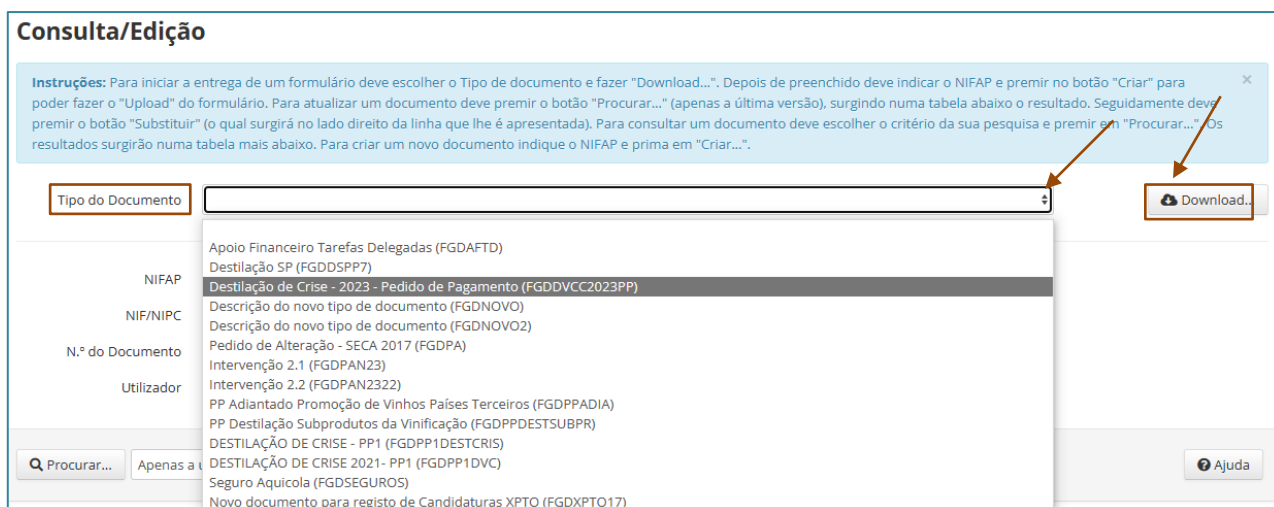 Consulta/Edição
Instruções: Para iniciar a entrega de um formulário deve escolher o Tipo de documento e fazer "Download...". Depois de preenchido deve indicar o NIFAP e premir no botão "Criar" para
poder fazer o "Upload" do formulário. Para atualizar um documento deve premir o botão "Procurar..." (apenas a última versão), surgindo numa tabela abaixo o resultado. Seguidamente deve
premir o botão "Substituir" (o qual surgirá no lado direito da linha que lhe é apresentada). Para consultar um documento deve escolher o critério da sua pesquisa e premir em "Procurar...". Os
resultados surgirão numa tabela mais abaixo. Para criar um novo documento indique o NIFAP e prima em "Criar...".
×
Tipo do Documento
Download...
Apoio Financeiro Tarefas Delegadas (FGDAFTD)
Destilação SP (FGDDSPP7)
Destilação de Crise - 2023 - Pedido de Pagamento (FGDDVCC2023PP)
Descrição do novo tipo de documento (FGDNOVO)
Descrição do novo tipo de documento (FGDNOVO2)
Pedido de Alteração - SECA 2017 (FGDPA)
Intervenção 2.1 (FGDPAN23)
Intervenção 2.2 (FGDPAN2322)
PP Adiantado Promoção de Vinhos Países Terceiros (FGDPPADIA)
PP Destilação Subprodutos da Vinificação (FGDPPDESTSUBPR)
DESTILAÇÃO DE CRISE - PP1 (FGDPP1DESTCRIS)
DESTILAÇÃO DE CRISE 2021- PP1 (FGDPP1DVC)
Seguro Aquicola (FGDSEGUROS)
Novo documento para registo de Candidaturas XPTO (FGDXPTO17)
NIFAP
NIF/NIPC
N.º do Documento
Utilizador
Procurar...
Apenas a
Ajuda